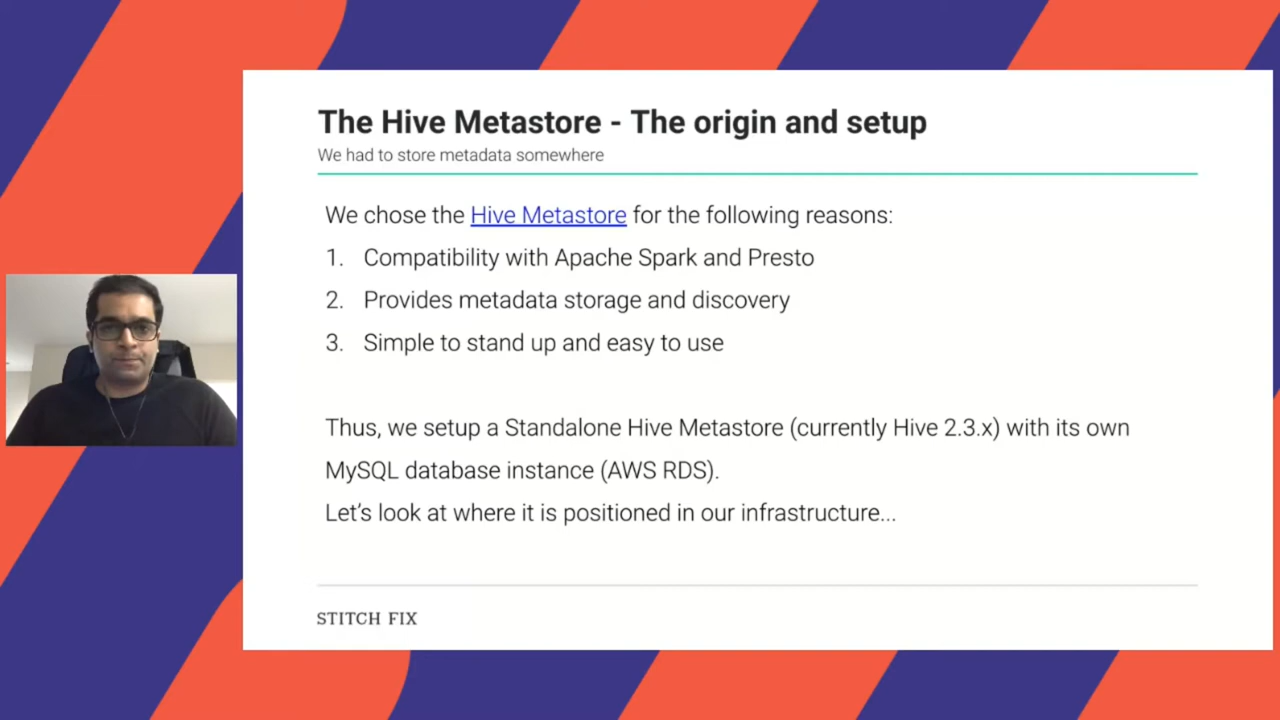 The Hive Metastore - The origin and setup
We had to store metadata somewhere
We chose the Hive Metastore for the following reasons:
1. Compatibility with Apache Spark and Presto
2. Provides metadata storage and discovery
3. Simple to stand up and easy to use
Thus, we setup a Standalone Hive Metastore (currently Hive 2.3.x) with its own
MySQL database instance (AWS RDS).
Let’s look at where it is positioned in our infrastructure...
STITCH FIX